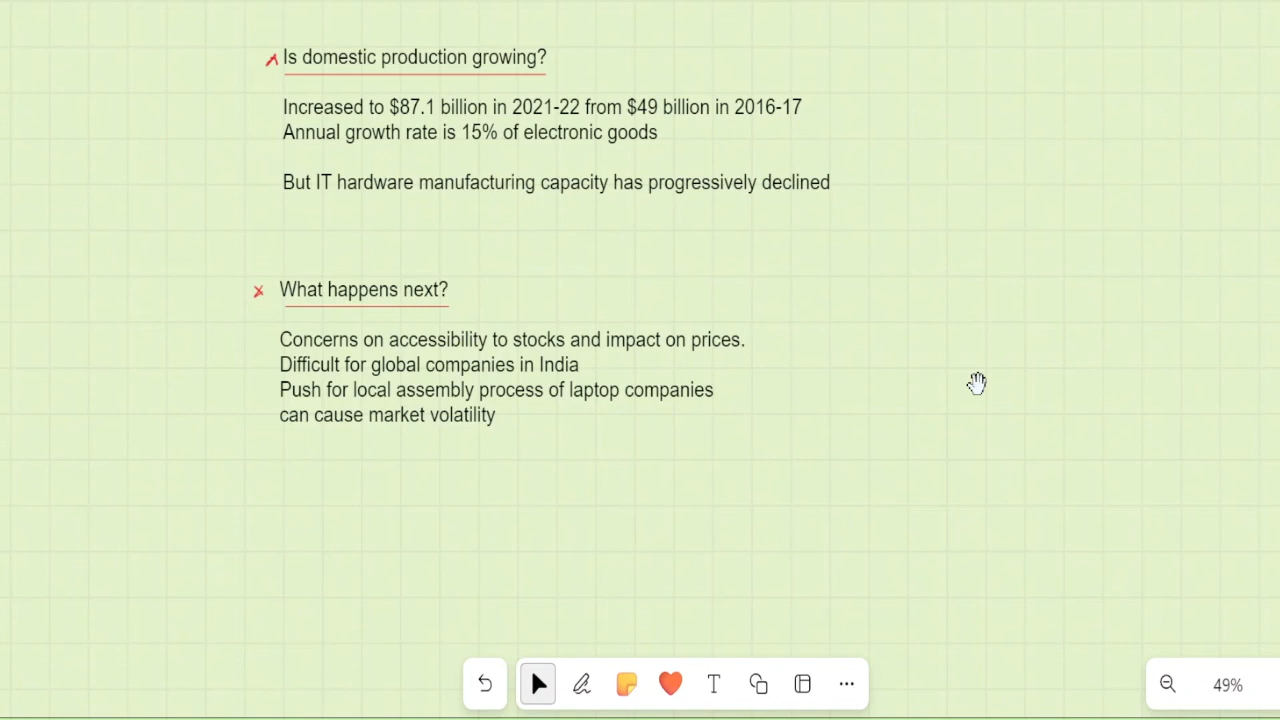 Is domestic production growing?
Increased to $87.1 billion in 2021-22 from $49 billion in 2016-17
Annual growth rate is 15% of electronic goods
But IT hardware manufacturing capacity has progressively declined
What happens next?
Concerns on accessibility to stocks and impact on prices.
Difficult for global companies in India
Push for local assembly process of laptop companies
can cause market volatility
T
49%